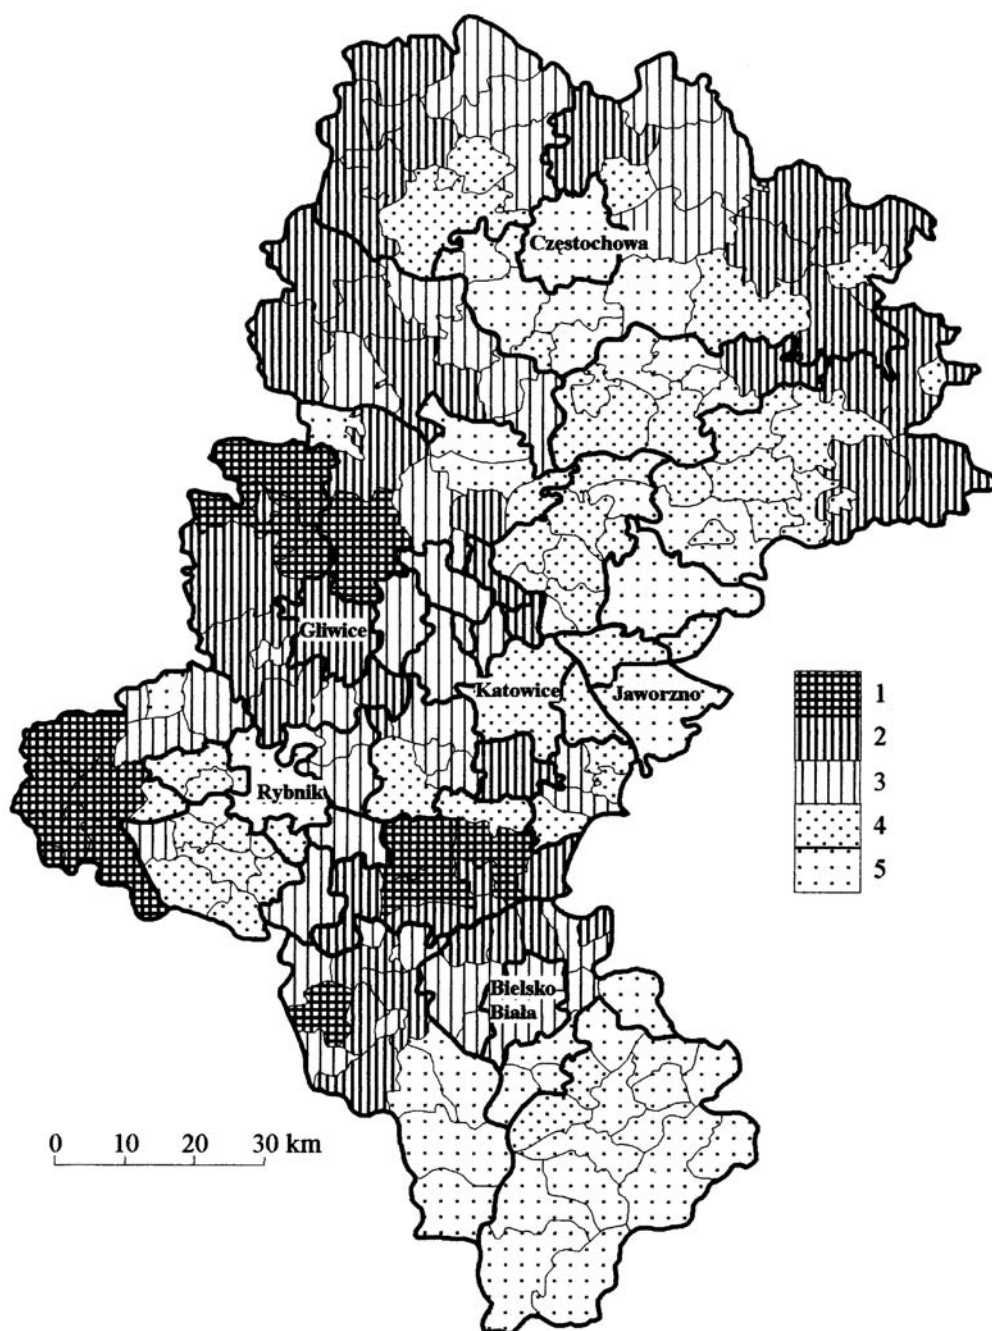 Częstochowa
Gliwice
Katowice
Jaworzno
1
2
3
4
5
Rybnik
Bielsko
Biała
0 10 20 30 km